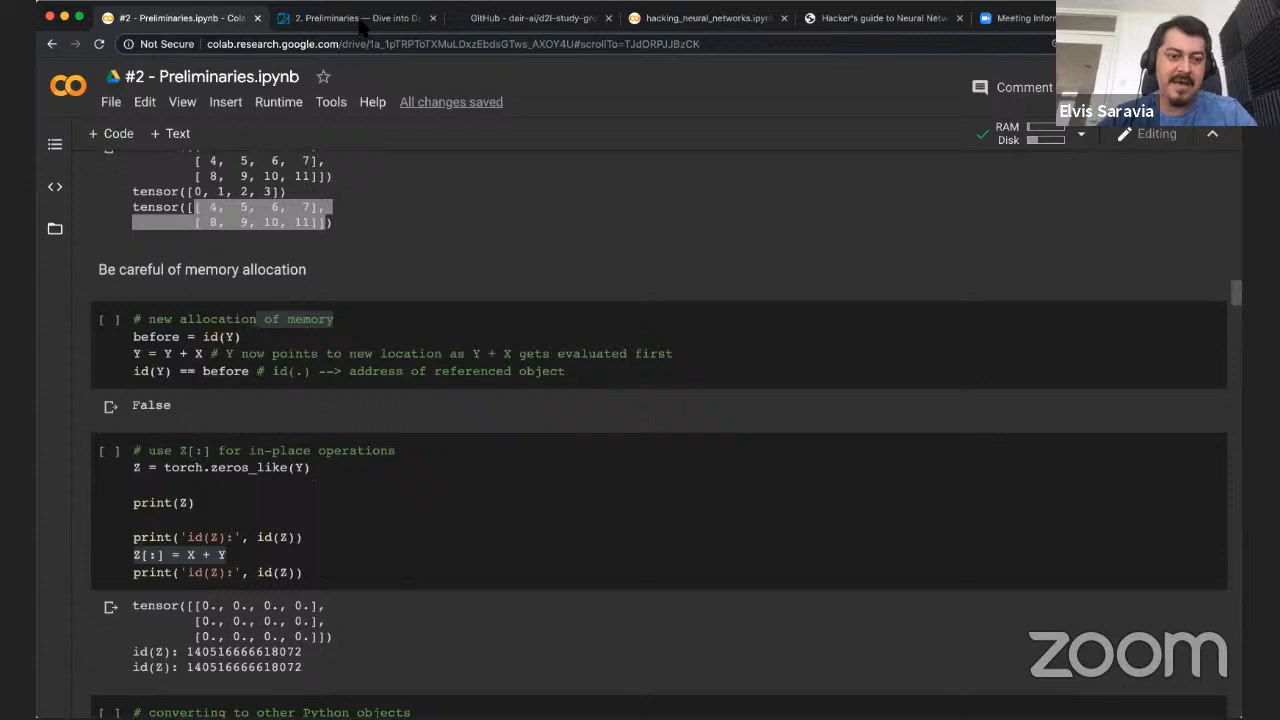 #2 - Preliminaries.ipynb - Cola
2. Preliminaries — Dive into D
GitHub – dair-ai/d2l-study-gr
hacking_neural_networks.ipyn
Hacker's guide to Neural Netw
Meeting Infor
Not Secure colab.research.google.com/drive/1a_1pTRPToTXMuLDxzEbdsGTws_AXOY4U#scrollTo=TJdORPJJBzCK
CO
#2 - Preliminaries.ipynb
Comment
File Edit View Insert Runtime Tools Help All changes saved
Elvis Saravia
+ Code + Text
RAM
Disk
Editing
[ 4, 5, 6, 7],
[ 8, 9, 10, 11]])
tensor([0, 1, 2, 3])
tensor([[ 4, 5, 6, 7],
[ 8, 9, 10, 11]])
Be careful of memory allocation
[ ] # new allocation of memory
before = id(Y)
Y = Y + X # Y now points to new location as Y + X gets evaluated first
id(Y) == before # id(.) --> address of referenced object
False
[ ] # use Z[:] for in-place operations
Z = torch.zeros_like(Y)
print(Z)
print('id(Z):', id(Z))
Z[:] = X + Y
print('id(Z):', id(Z))
tensor([[0., 0., 0., 0.],
[0., 0., 0., 0.],
[0., 0., 0., 0.]])
id(Z): 140516666618072
id(Z): 140516666618072
zoom
[ ] # converting to other Python objects